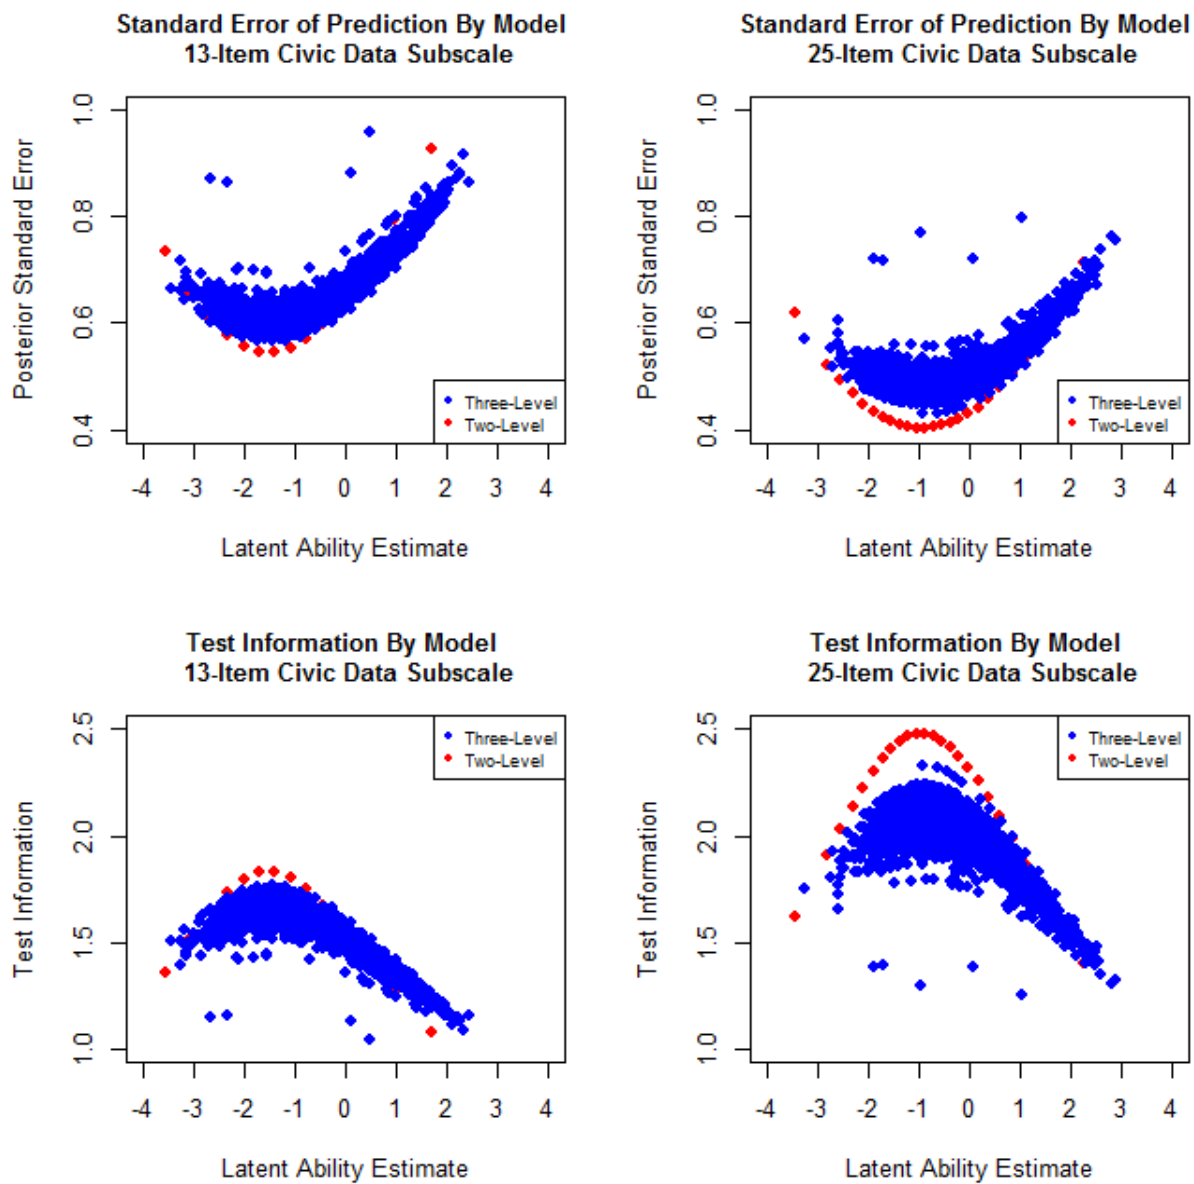 Standard Error of Prediction By Model
13-Item Civic Data Subscale
Posterior Standard Error
1.0
0.8
0.6
0.4
Three-Level
Two-Level
-4 -3 -2 -1 0 1 2 3 4
Latent Ability Estimate
Standard Error of Prediction By Model
25-Item Civic Data Subscale
Posterior Standard Error
1.0
0.8
0.6
0.4
Three-Level
Two-Level
-4 -3 -2 -1 0 1 2 3 4
Latent Ability Estimate
Test Information By Model
13-Item Civic Data Subscale
Test Information
2.5
2.0
1.5
1.0
Three-Level
Two-Level
-4 -3 -2 -1 0 1 2 3 4
Latent Ability Estimate
Test Information By Model
25-Item Civic Data Subscale
Test Information
2.5
2.0
1.5
1.0
Three-Level
Two-Level
-4 -3 -2 -1 0 1 2 3 4
Latent Ability Estimate